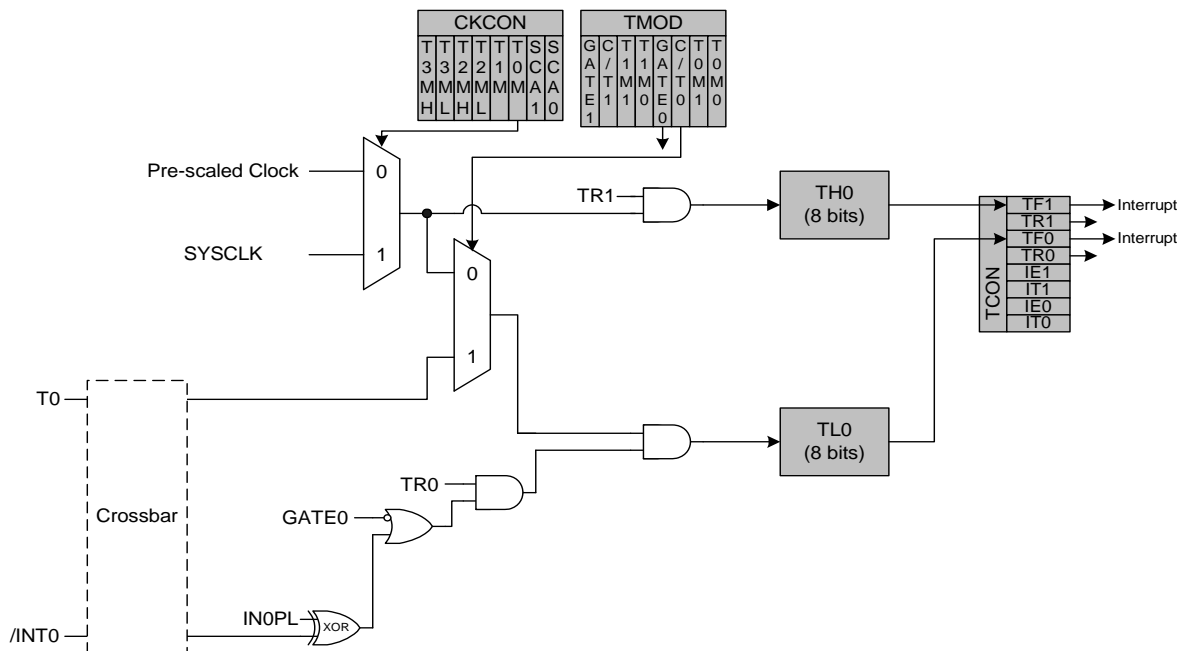 CKCON
T3MH
T3ML
T2MH
T2ML
T1M
T0M
SCA1
SCA0
TMOD
GATE1
C/T1
T1M1
T1M0
GATE0
C/T0
T0M1
T0M0
Pre-scaled Clock
0
SYSCLK
1
TR1
TH0
(8 bits)
TCON
TF1
Interrupt
TR1
TF0
Interrupt
TR0
IE1
IT1
IE0
IT0
0
1
T0
TL0
(8 bits)
TR0
Crossbar
GATE0
IN0PL
XOR
/INT0